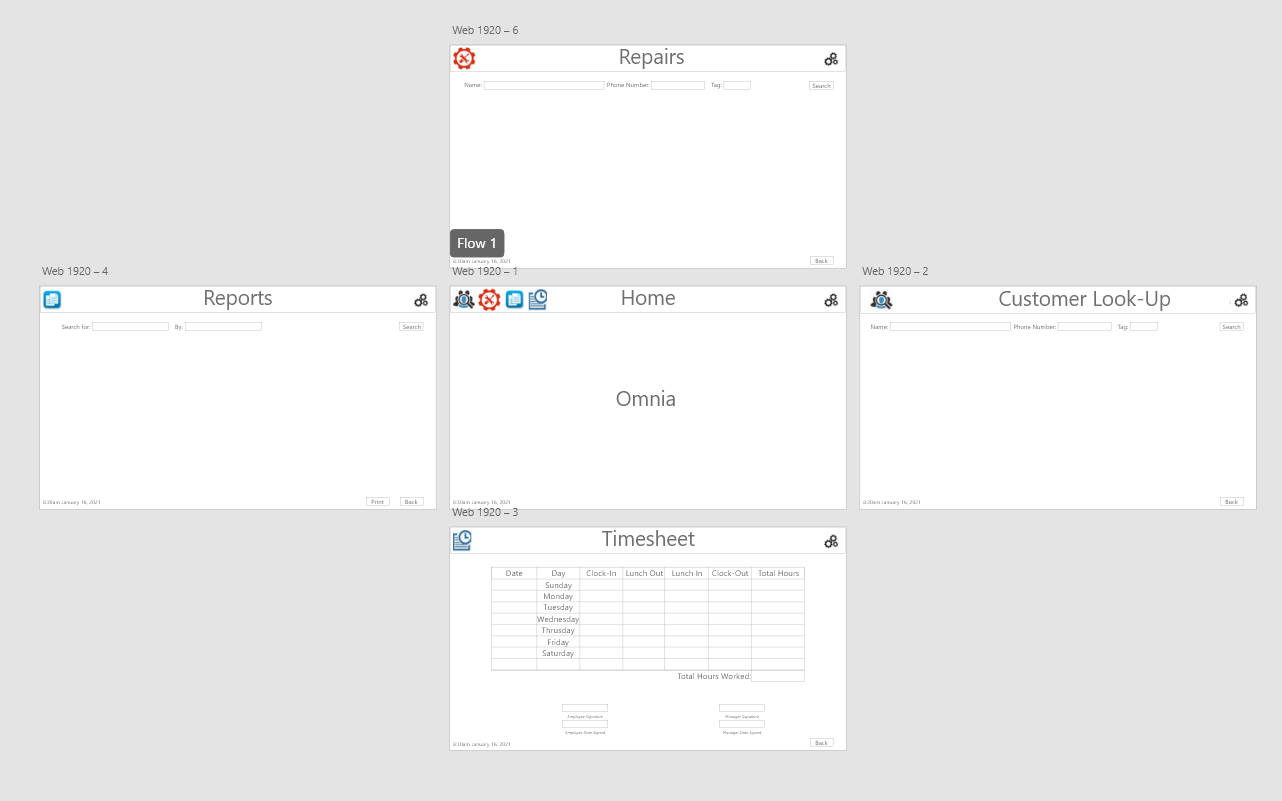 Web 1920 – 6
Repairs
Name: Phone Number: Tag: Search
Flow 1
8:30am January 16, 2021 Back
Web 1920 – 4
Reports
Search for: By: Search
8:30am January 16, 2021 Print Back
Web 1920 – 1
Home
Omnia
8:30am January 16, 2021
Web 1920 – 2
Customer Look-Up
Name: Phone Number: Tag: Search
8:30am January 16, 2021 Back
Web 1920 – 3
Timesheet
Date Day Clock-In Lunch Out Lunch In Clock-Out Total Hours
Sunday
Monday
Tuesday
Wednesday
Thrusday
Friday
Saturday
Total Hours Worked:
Employee Signature Manager Signature
Employee Date Signed Manager Date Signed
8:30am January 16, 2021 Back